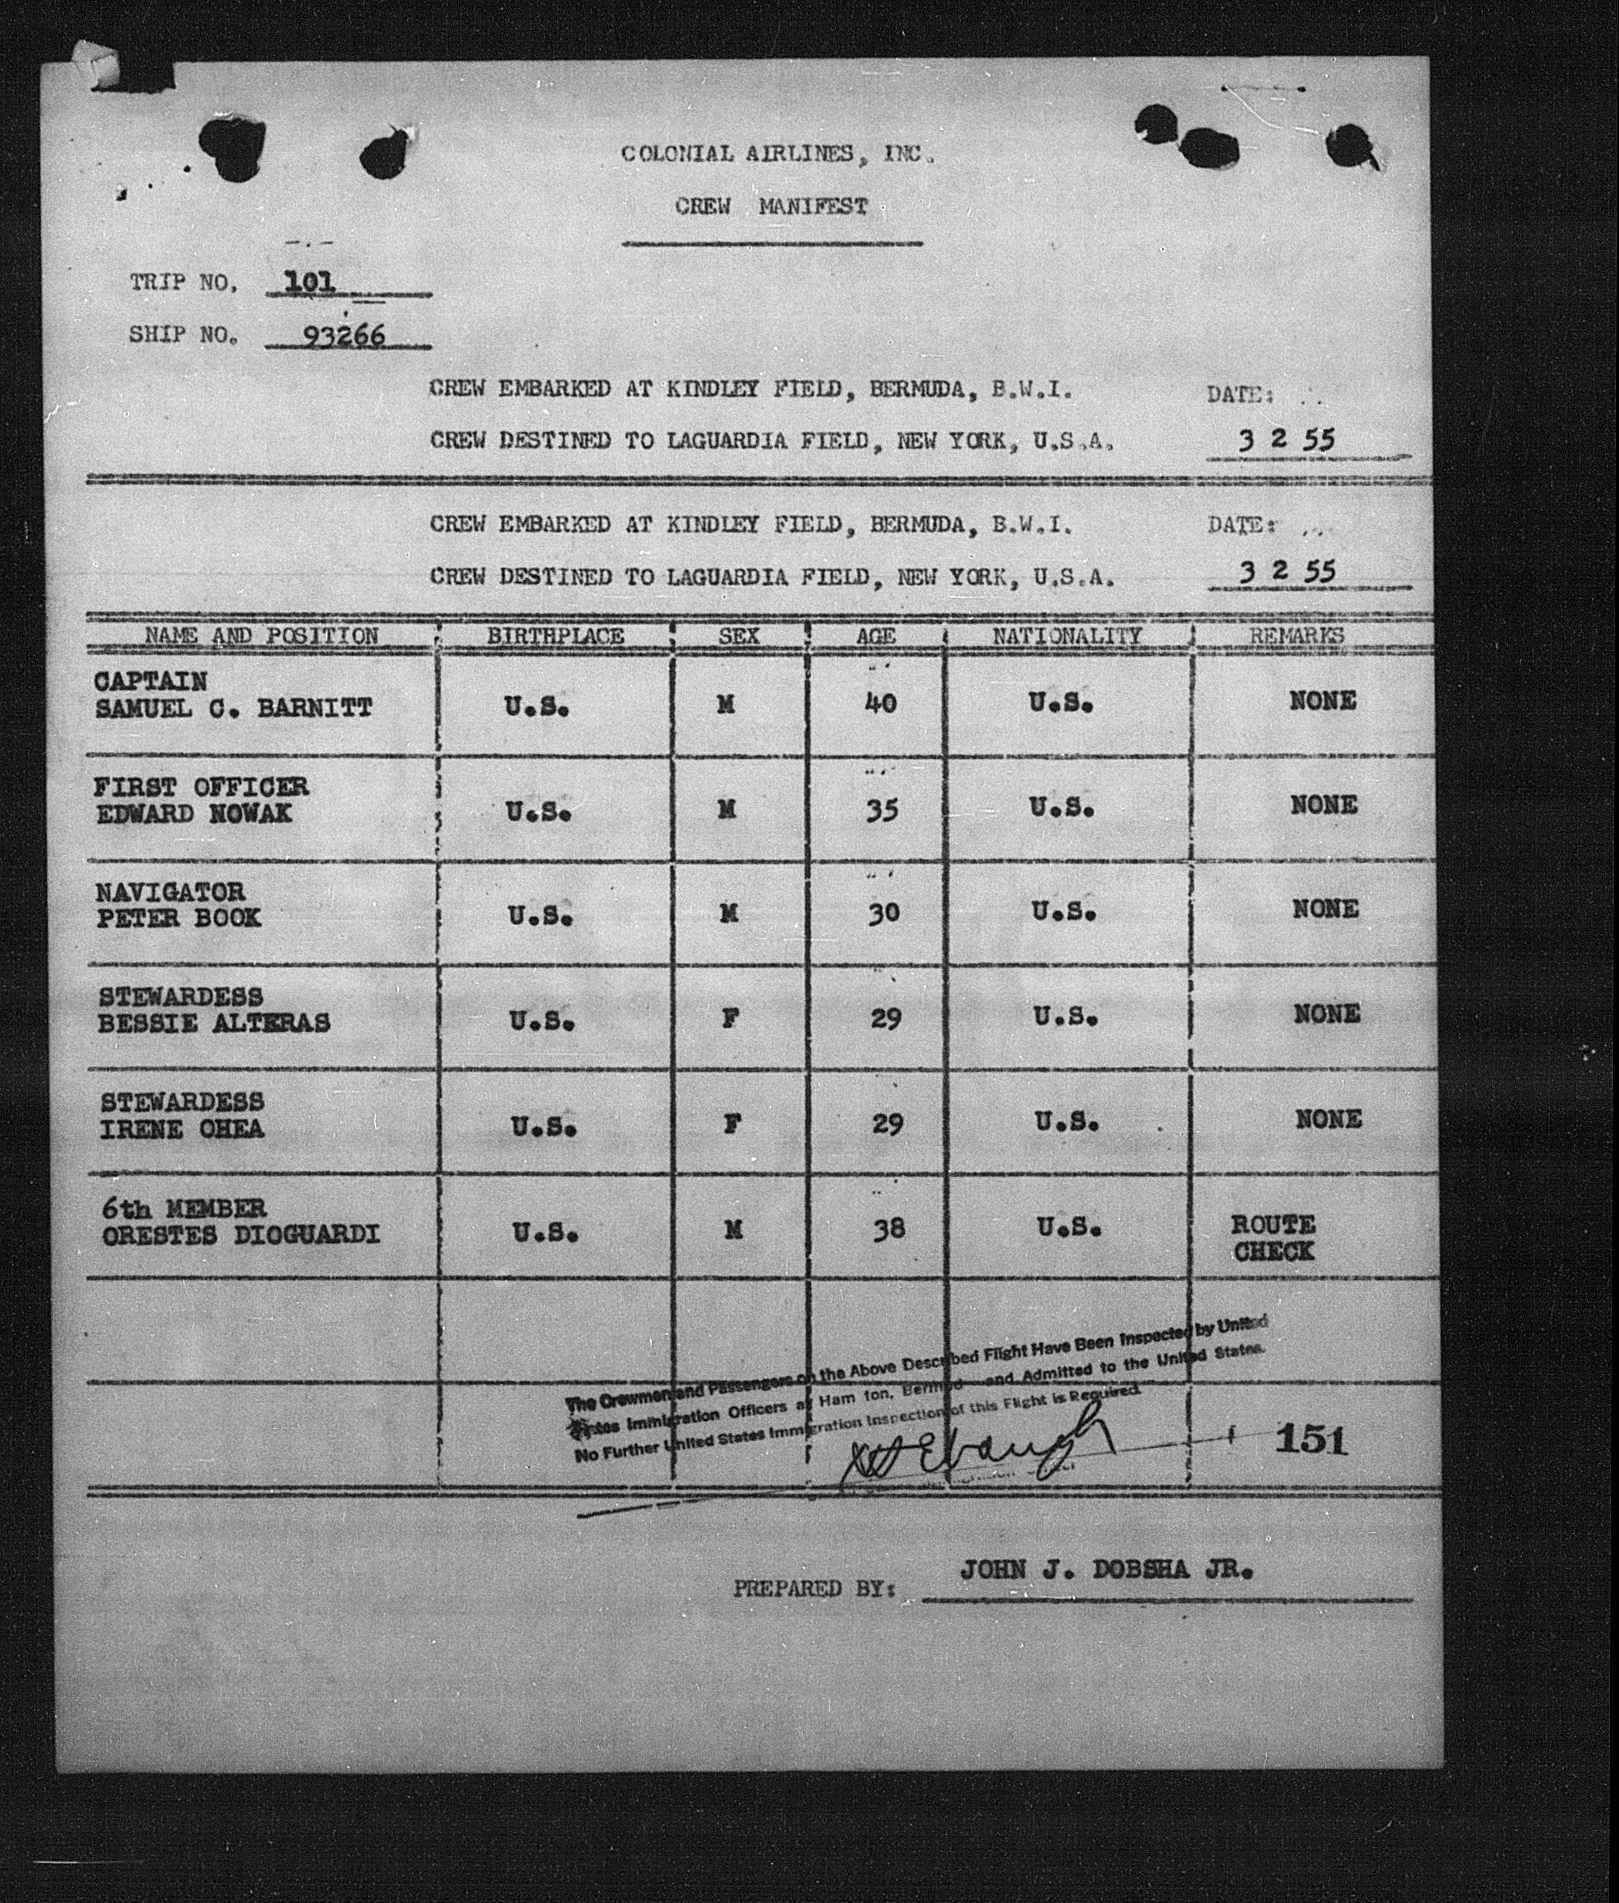 COLONIAL AIRLINES, INC.
CREW MANIFEST
TRIP NO. 101
SHIP NO. 93266
CREW EMBARKED AT KINDLEY FIELD, BERMUDA, B.W.I. DATE:
CREW DESTINED TO LAGUARDIA FIELD, NEW YORK, U.S.A. 3 2 55
CREW EMBARKED AT KINDLEY FIELD, BERMUDA, B.W.I. DATE:
CREW DESTINED TO LAGUARDIA FIELD, NEW YORK, U.S.A. 3 2 55
NAME AND POSITION BIRTHPLACE SEX AGE NATIONALITY REMARKS
CAPTAIN
SAMUEL C. BARNITT U.S. M 40 U.S. NONE
FIRST OFFICER
EDWARD NOWAK U.S. M 35 U.S. NONE
NAVIGATOR
PETER BOOK U.S. M 30 U.S. NONE
STEWARDESS
BESSIE ALTERAS U.S. F 29 U.S. NONE
STEWARDESS
IRENE OHEA U.S. F 29 U.S. NONE
6th MEMBER
ORESTES DIOGUARDI U.S. M 38 U.S. ROUTE
CHECK
The Crewmen and Passengers on the Above Described Flight Have Been Inspected by United
States Immigration Officers at Ham ton, Bermud and Admitted to the United States.
No Further United States Immigration Inspection of this Flight is Required.
151
PREPARED BY: JOHN J. DOBSHA JR.